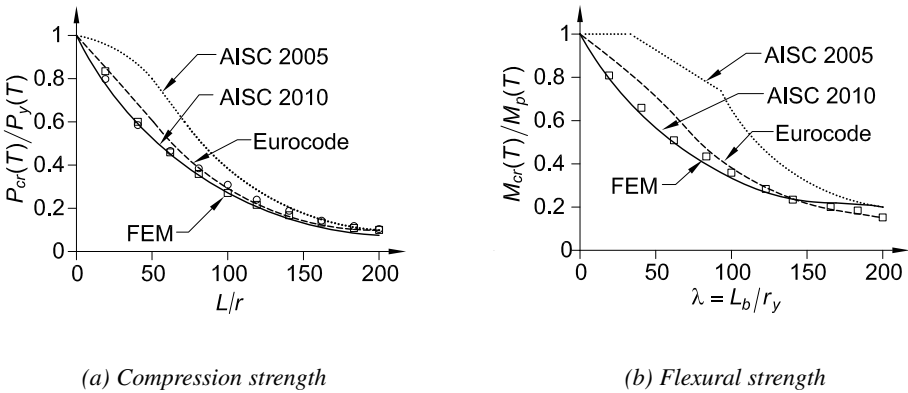 P_cr(T)/P_y(T)
1
0.8
0.6
0.4
0.2
0
0 50 100 150 200
L/r
AISC 2005
AISC 2010
Eurocode
FEM
(a) Compression strength
M_cr(T)/M_p(T)
1
0.8
0.6
0.4
0.2
0
0 50 100 150 200
λ = L_b/r_y
AISC 2005
AISC 2010
Eurocode
FEM
(b) Flexural strength